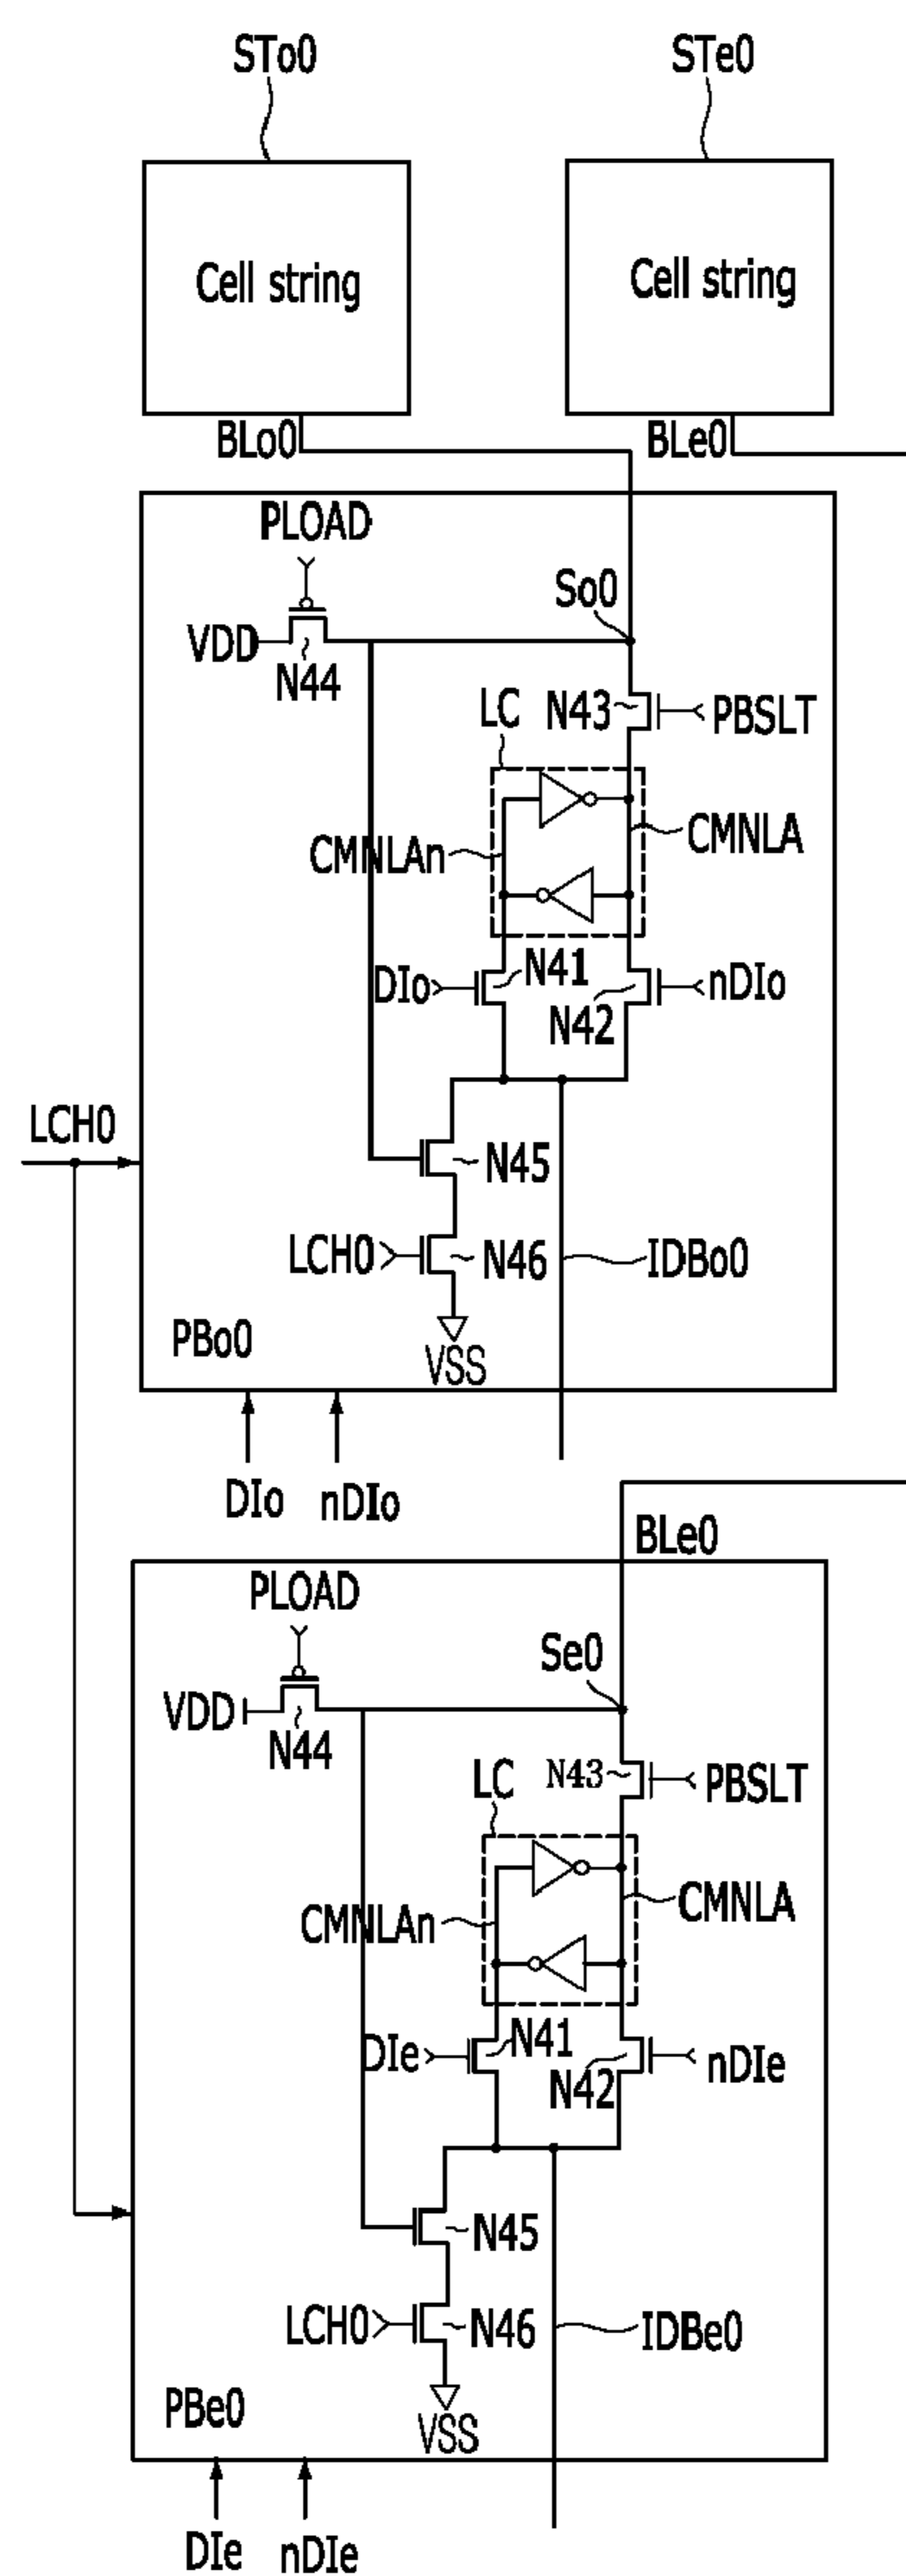 STo0
STe0
Cell string
Cell string
BLo0
BLe0
PLOAD
So0
VDD
N44
LC
N43
PBSLT
CMNLAn
CMNLA
DIo
N41
nDIo
N42
LCH0
N45
LCH0
N46
IDBo0
PBo0
VSS
DIo
nDIo
BLe0
PLOAD
Se0
VDD
N44
LC
N43
PBSLT
CMNLAn
CMNLA
DIe
N41
nDIe
N42
N45
LCH0
N46
IDBe0
PBe0
VSS
DIe
nDIe